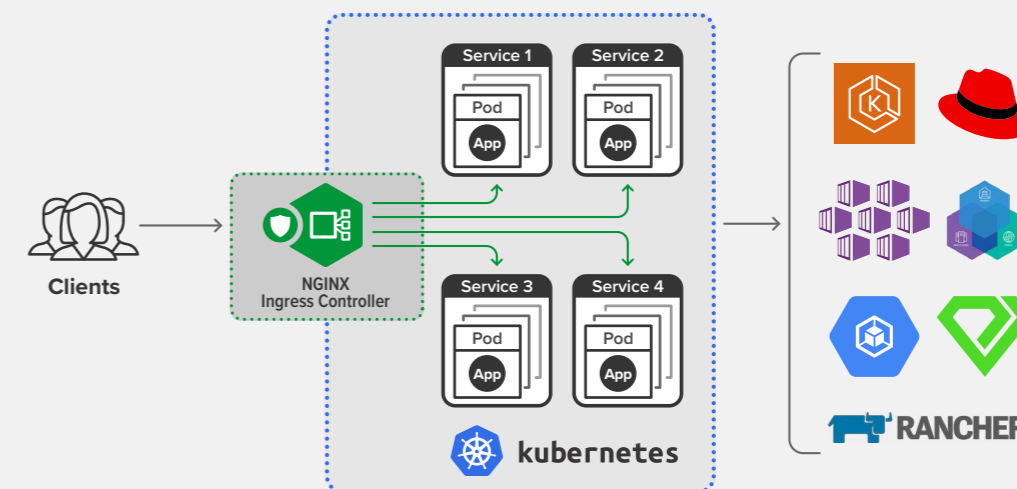 Service 1
Service 2
Pod
Pod
App
App
Clients
NGINX
Ingress Controller
Service 3
Service 4
Pod
Pod
App
App
kubernetes
K
RANCHER